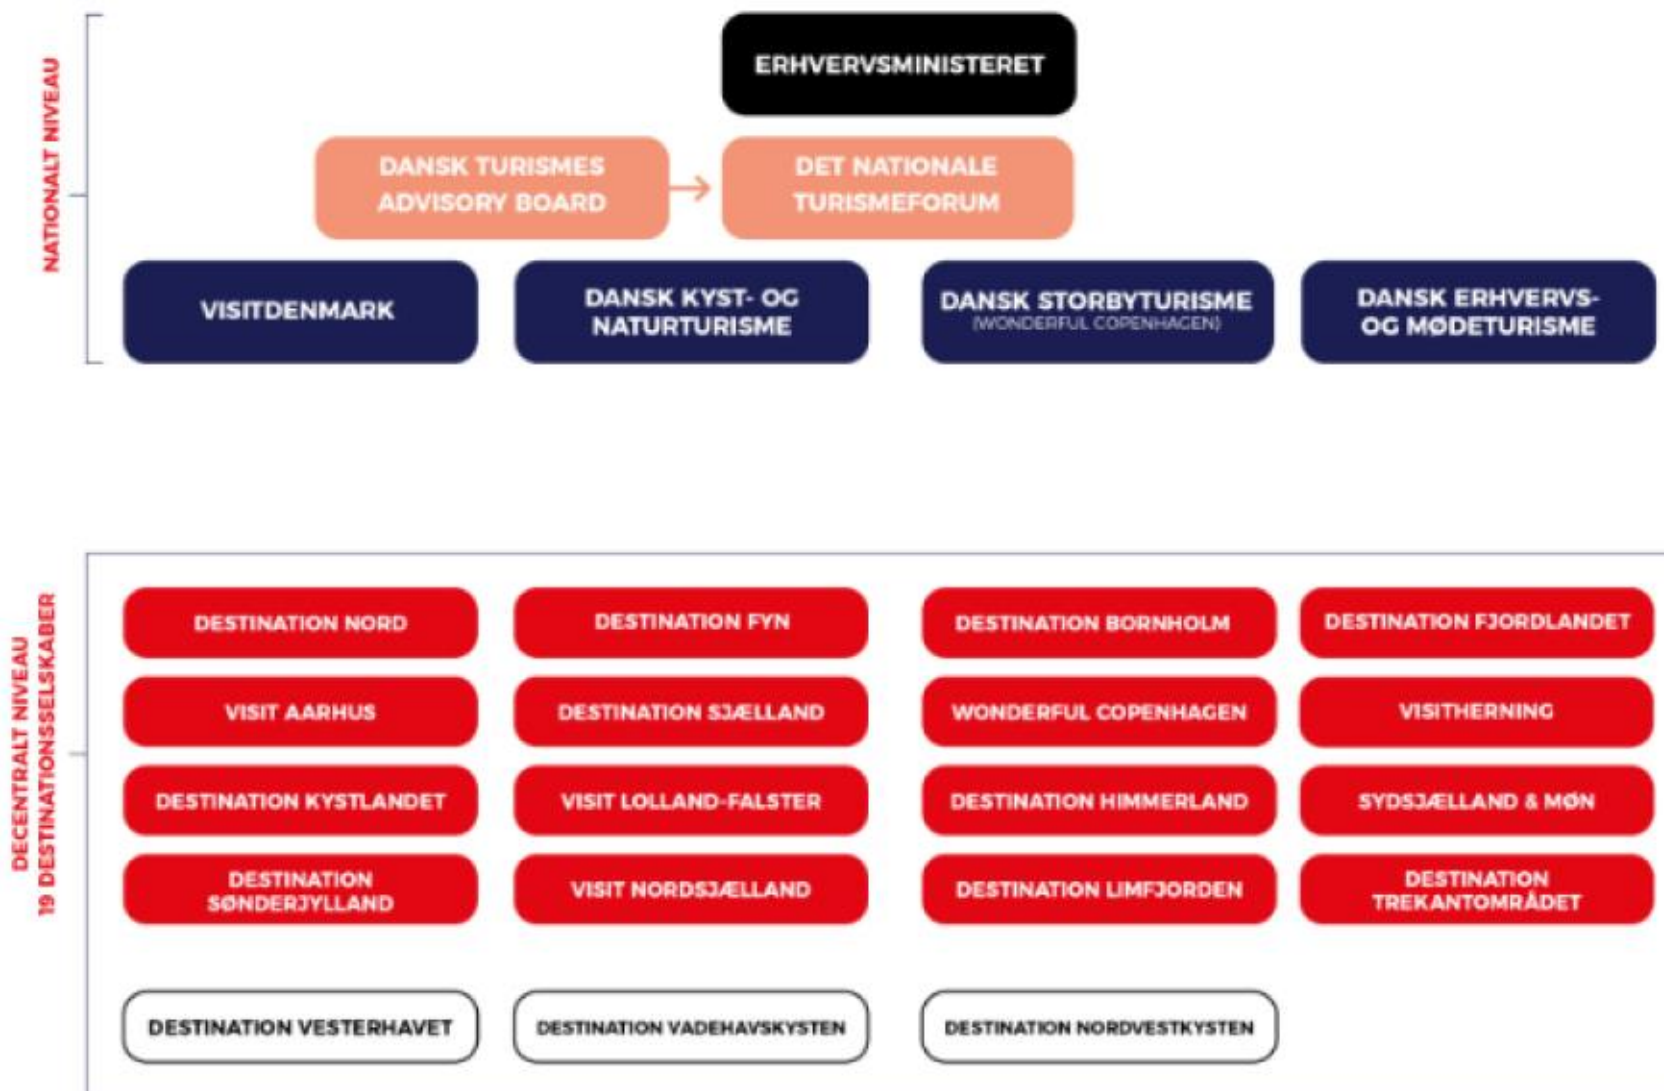 NATIONALT NIVEAU
ERHVERVSMINISTERET
DANSK TURISMES
ADVISORY BOARD
DET NATIONALE
TURISMEFORUM
VISITDENMARK
DANSK KYST- OG
NATURTURISME
DANSK STORBYTURISME
(WONDERFUL COPENHAGEN)
DANSK ERHVERVS-
OG MØDETURISME
DECENTRALT NIVEAU
19 DESTINATIONSSELSKABER
DESTINATION NORD
DESTINATION FYN
DESTINATION BORNHOLM
DESTINATION FJORDLANDET
VISIT AARHUS
DESTINATION SJÆLLAND
WONDERFUL COPENHAGEN
VISITHERNING
DESTINATION KYSTLANDET
VISIT LOLLAND-FALSTER
DESTINATION HIMMERLAND
SYDSJÆLLAND & MØN
DESTINATION
SØNDERJYLLAND
VISIT NORDSJÆLLAND
DESTINATION LIMFJORDEN
DESTINATION
TREKANTOMRÅDET
DESTINATION VESTERHAVET
DESTINATION VADEHAVSKYSTEN
DESTINATION NORDVESTKYSTEN